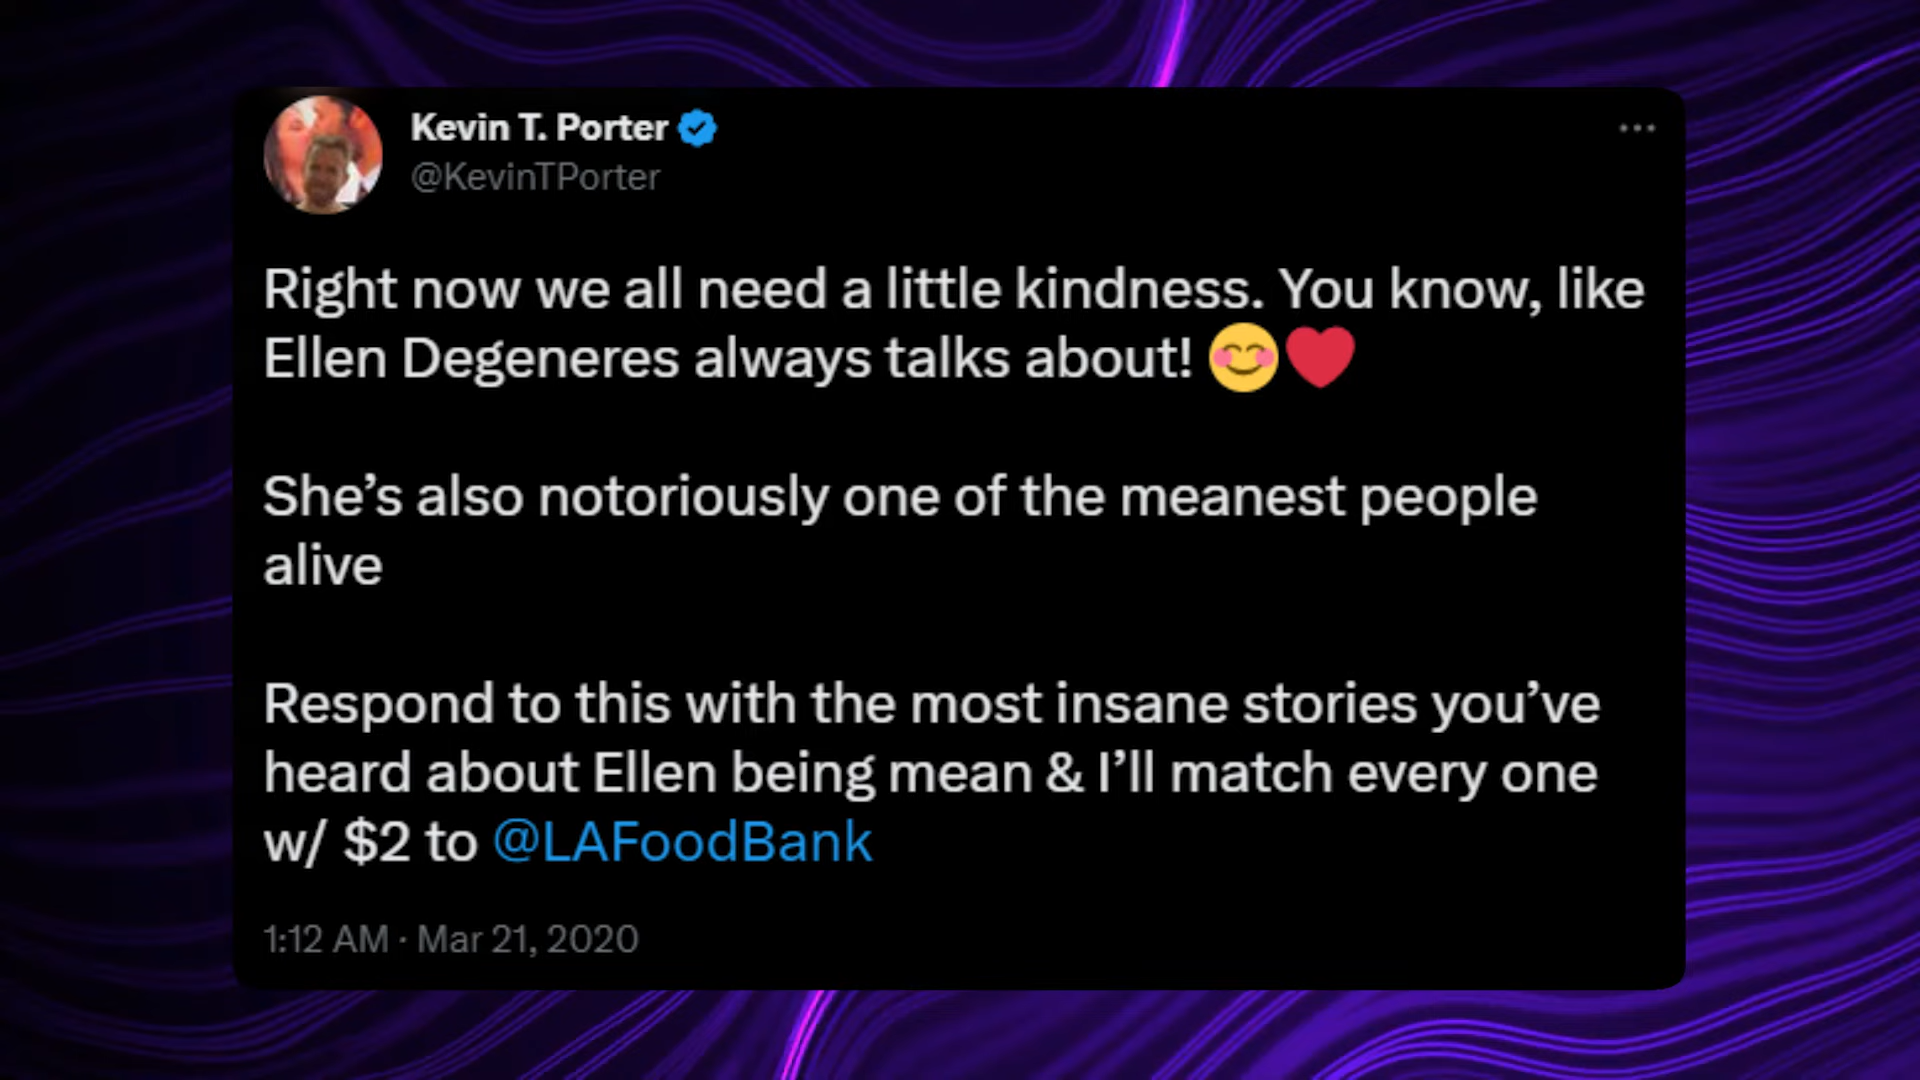 Kevin T. Porter
@KevinTPorter
Right now we all need a little kindness. You know, like
Ellen Degeneres always talks about! 😊❤️
She’s also notoriously one of the meanest people
alive
Respond to this with the most insane stories you’ve
heard about Ellen being mean & I’ll match every one
w/ $2 to @LAFoodBank
1:12 AM · Mar 21, 2020